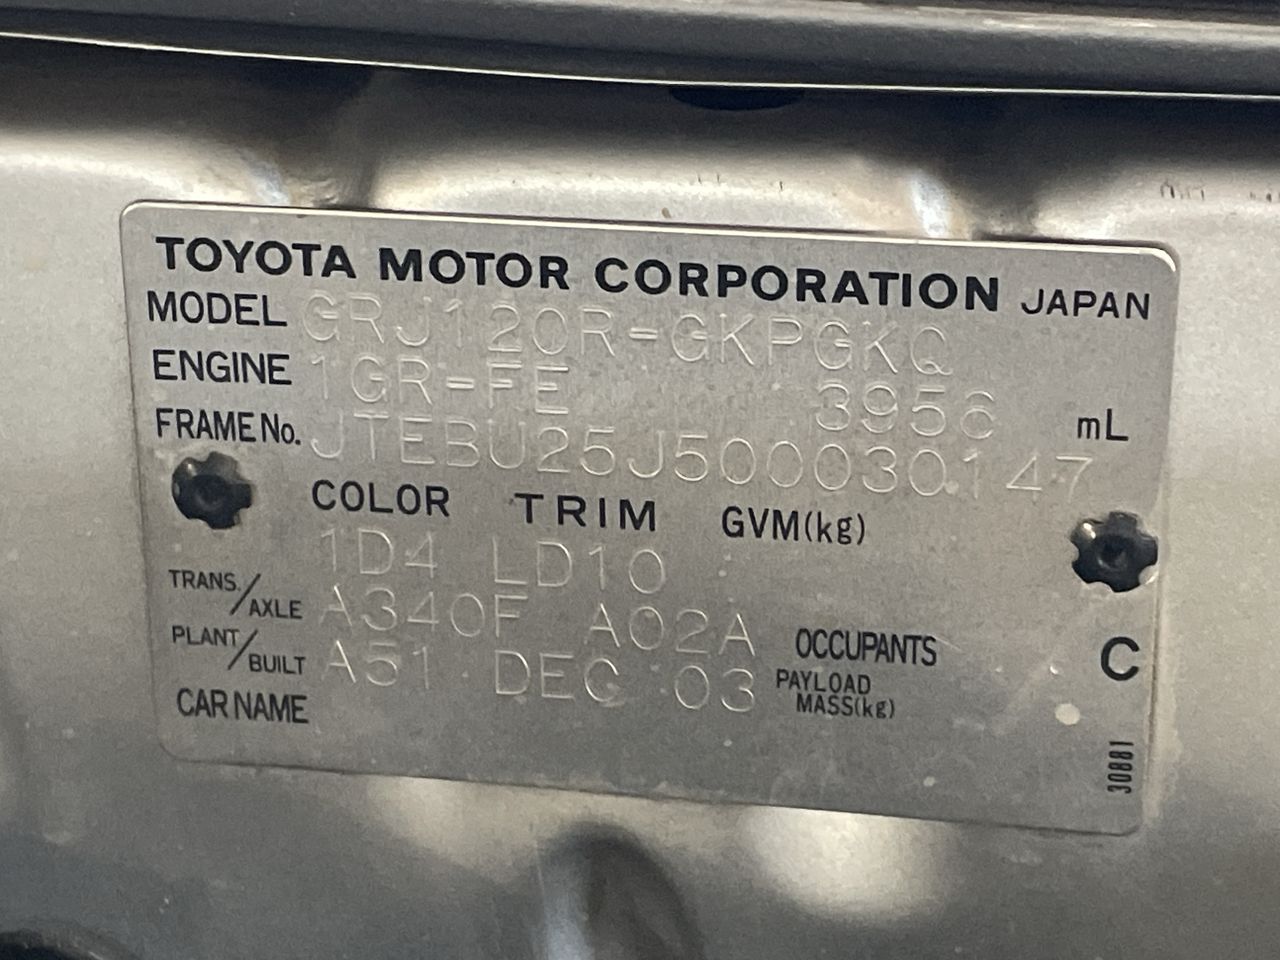 TOYOTA MOTOR CORPORATION JAPAN
MODEL GRJ120R-GKPGKQ
ENGINE 1GR-FE 3956 mL
FRAME No. JTEBU25J500030147
COLOR TRIM GVM(kg)
1D4 LD10
TRANS./AXLE A340F A02A OCCUPANTS C
PLANT/BUILT A51 DEC '03 PAYLOAD MASS(kg)
CAR NAME
30881